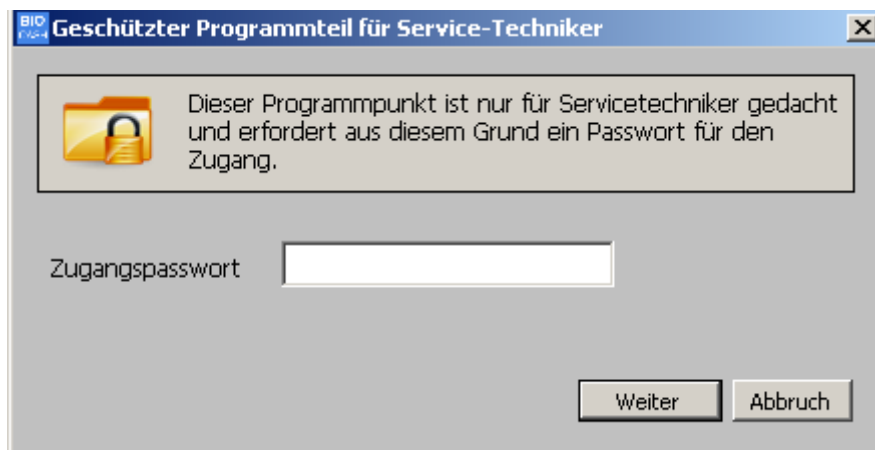 BIO
CASH
Geschützter Programmteil für Service-Techniker
Dieser Programmpunkt ist nur für Servicetechniker gedacht
und erfordert aus diesem Grund ein Passwort für den
Zugang.
Zugangspasswort
Weiter
Abbruch